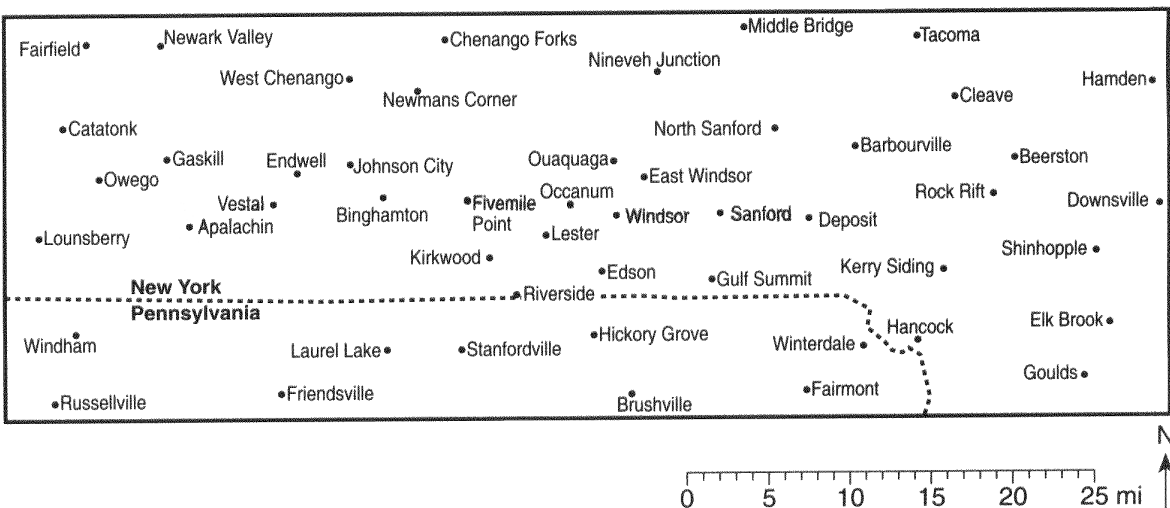 Middle Bridge
Tacoma
Newark Valley
Fairfield
Chenango Forks
Nineveh Junction
West Chenango
Hamden
Newmans Corner
Cleave
Catatonk
North Sanford
Barbourville
Gaskill
Endwell
Johnson City
Ouaquaga
Beerston
Owego
East Windsor
Occanum
Rock Rift
Downsville
Vestal
Binghamton
Fivemile
Point
Windsor
Sanford
Deposit
Apalachin
Lester
Lounsberry
Shinhopple
Kirkwood
Edson
Gulf Summit
Kerry Siding
New York
Riverside
Pennsylvania
Elk Brook
Hancock
Windham
Hickory Grove
Winterdale
Laurel Lake
Stanfordville
Goulds
Friendsville
Fairmont
Russellville
Brushville
N
0 5 10 15 20 25 mi